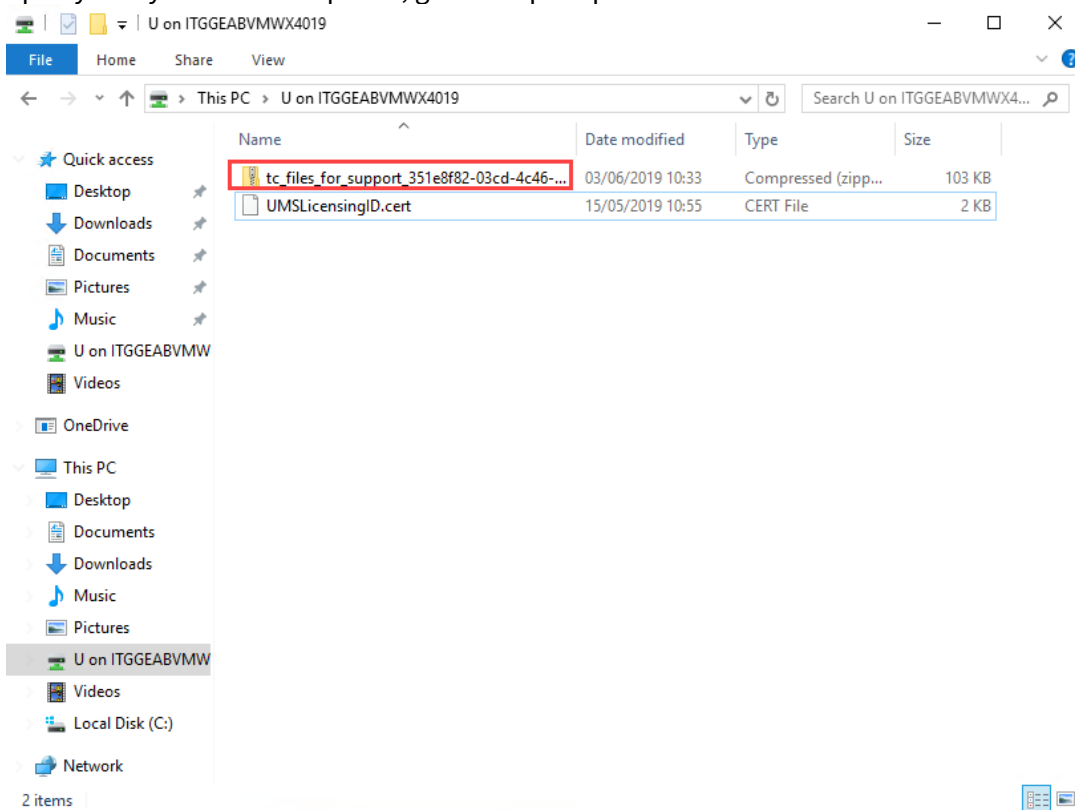 U on ITGGEABVMWX4019
File Home Share View
This PC > U on ITGGEABVMWX4019
Search U on ITGGEABVMWX4...
Name Date modified Type Size
tc_files_for_support_351e8f82-03cd-4c46-... 03/06/2019 10:33 Compressed (zipp... 103 KB
UMSLicensingID.cert 15/05/2019 10:55 CERT File 2 KB
Quick access
Desktop
Downloads
Documents
Pictures
Music
U on ITGGEABVMW
Videos
OneDrive
This PC
Desktop
Documents
Downloads
Music
Pictures
U on ITGGEABVMW
Videos
Local Disk (C:)
Network
2 items